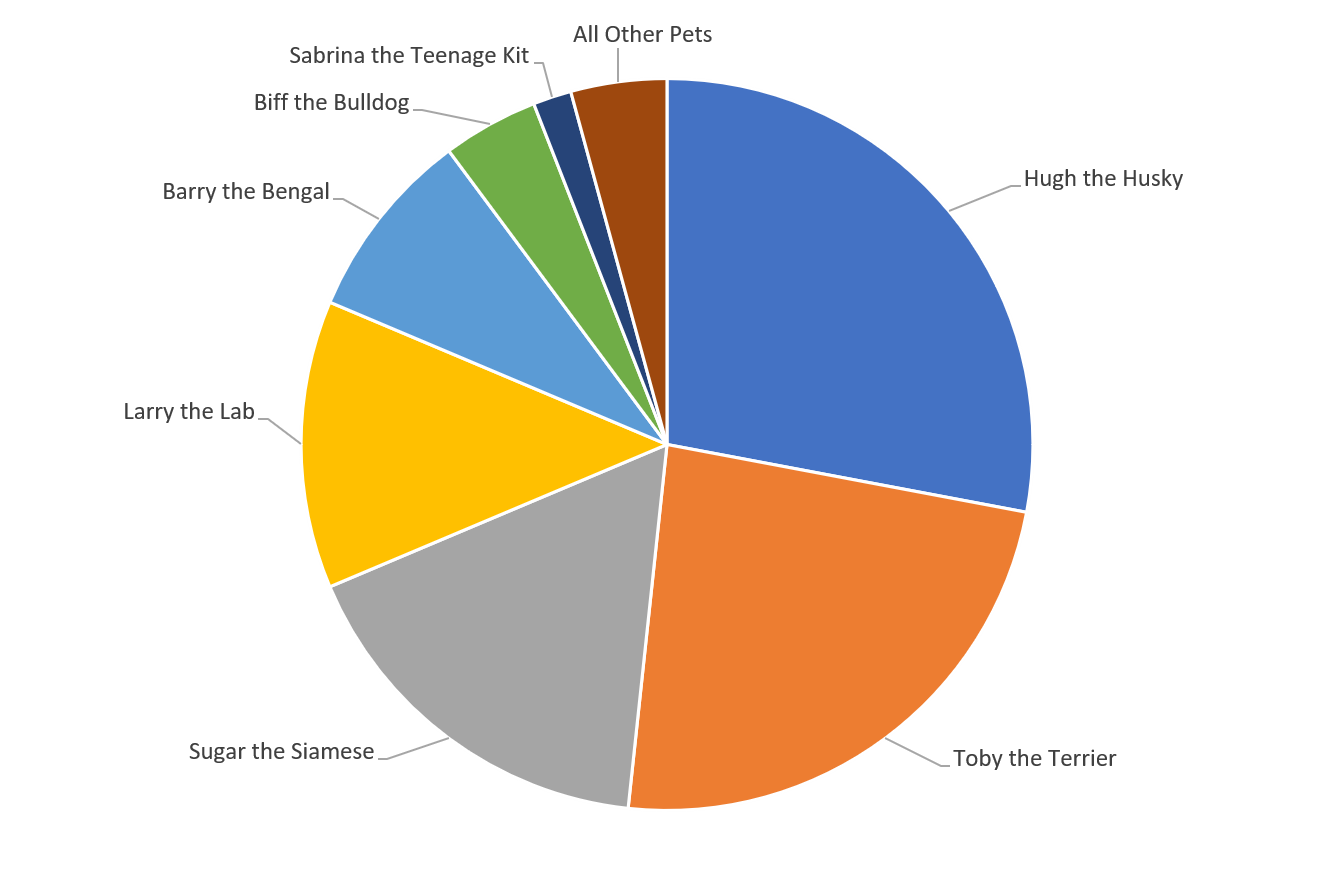 All Other Pets
Sabrina the Teenage Kit
Biff the Bulldog
Hugh the Husky
Barry the Bengal
Larry the Lab
Sugar the Siamese
Toby the Terrier